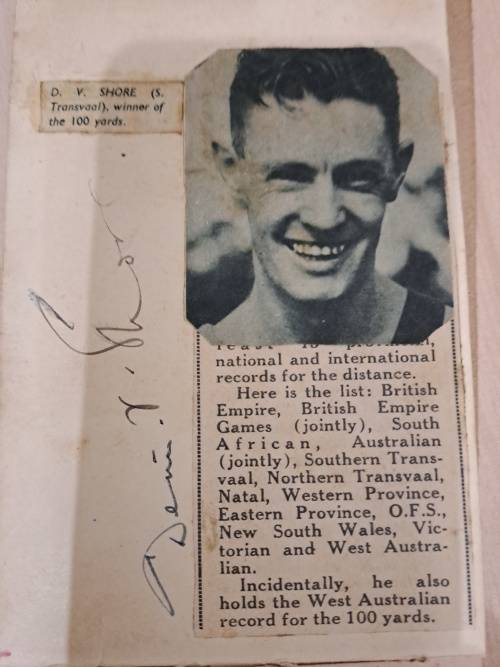 D. V. SHORE (S.
Transvaal), winner of
the 100 yards.
Denis V. Shore.
national and international
records for the distance.
Here is the list: British
Empire, British Empire
Games (jointly), South
African, Australian
(jointly), Southern Trans-
vaal, Northern Transvaal,
Natal, Western Province,
Eastern Province, O.F.S.,
New South Wales, Vic-
torian and West Austra-
lian.
Incidentally, he also
holds the West Australian
record for the 100 yards.